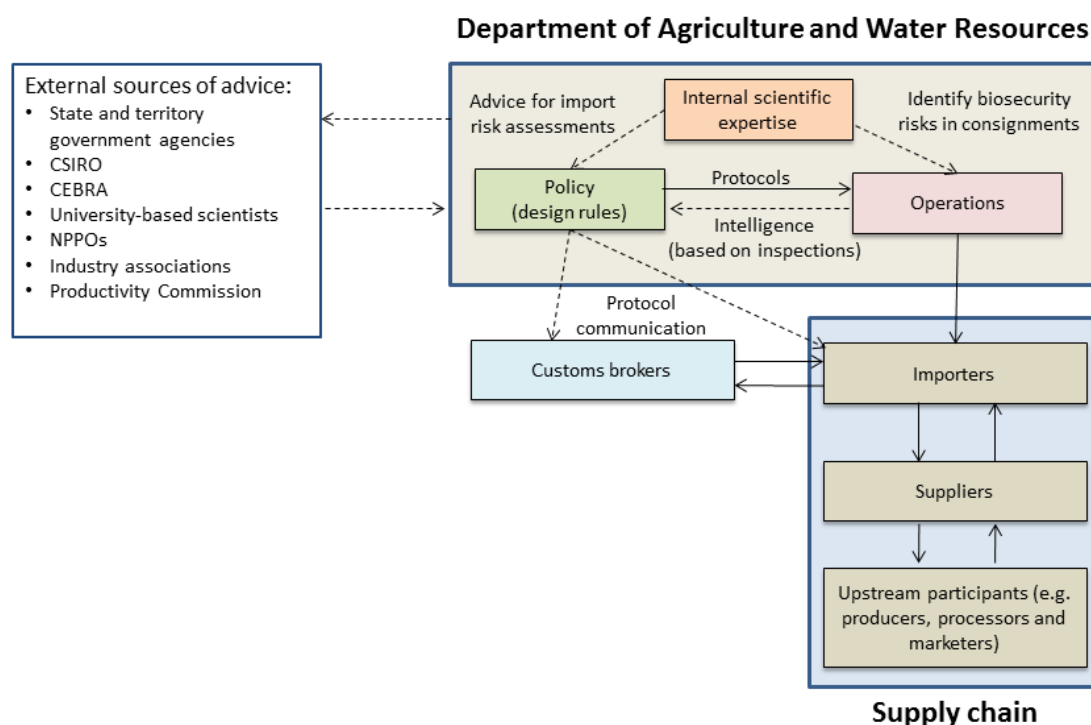 Department of Agriculture and Water Resources
External sources of advice:
• State and territory
government agencies
• CSIRO
• CEBRA
• University-based scientists
• NPPOs
• Industry associations
• Productivity Commission
Advice for import
risk assessments
Internal scientific
expertise
Identify biosecurity
risks in consignments
Policy
(design rules)
Protocols
Intelligence
(based on inspections)
Operations
Protocol
communication
Customs brokers
Importers
Suppliers
Upstream participants (e.g.
producers, processors and
marketers)
Supply chain